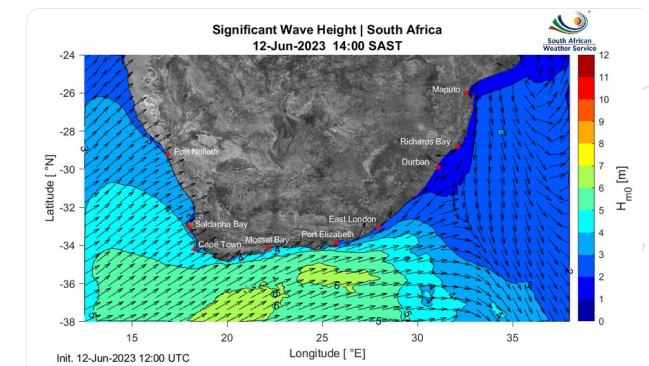 Significant Wave Height | South Africa
12-Jun-2023 14:00 SAST
South African
Weather Service
-24
-26
-28
-30
-32
-34
-36
-38
Latitude [ °N]
Maputo
Richards Bay
Durban
Port Nolloth
East London
Saldanha Bay
Port Elizabeth
Mossel Bay
Cape Town
15
20
25
30
35
Longitude [ °E]
12
11
10
9
8
7
6
5
4
3
2
1
0
Hm0 [m]
Init. 12-Jun-2023 12:00 UTC